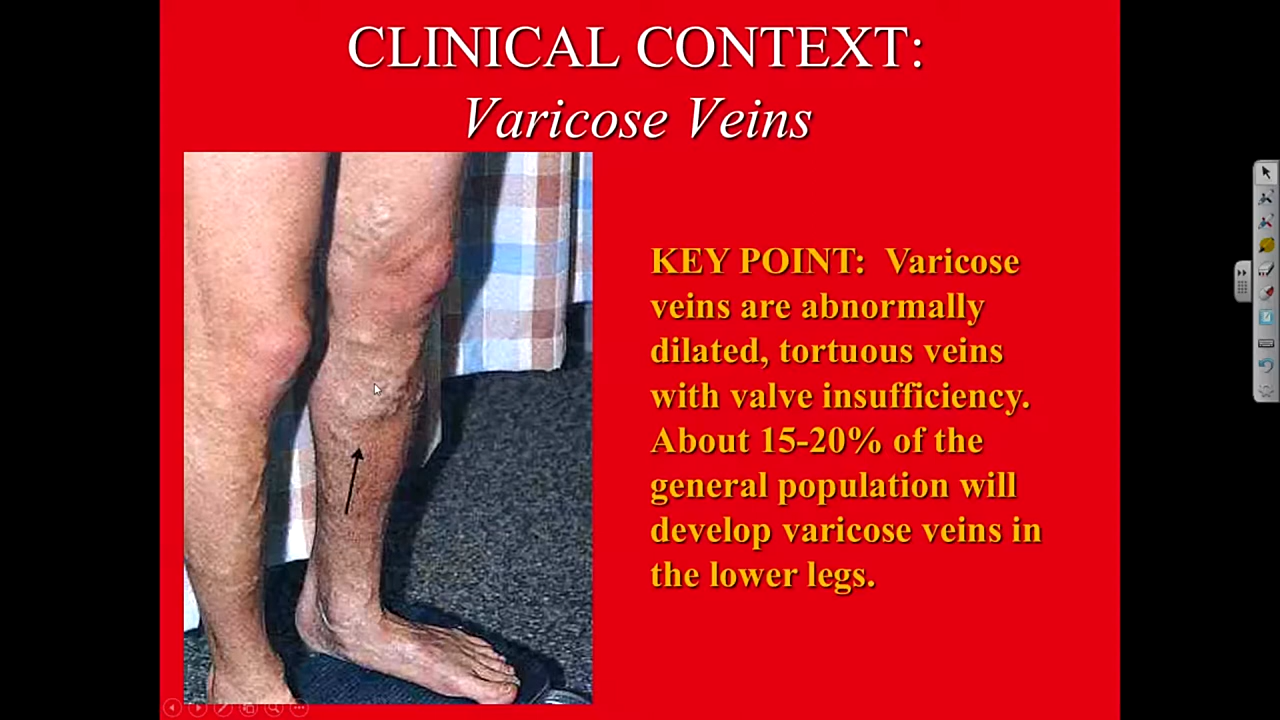 CLINICAL CONTEXT:
Varicose Veins
KEY POINT: Varicose
veins are abnormally
dilated, tortuous veins
with valve insufficiency.
About 15-20% of the
general population will
develop varicose veins in
the lower legs.